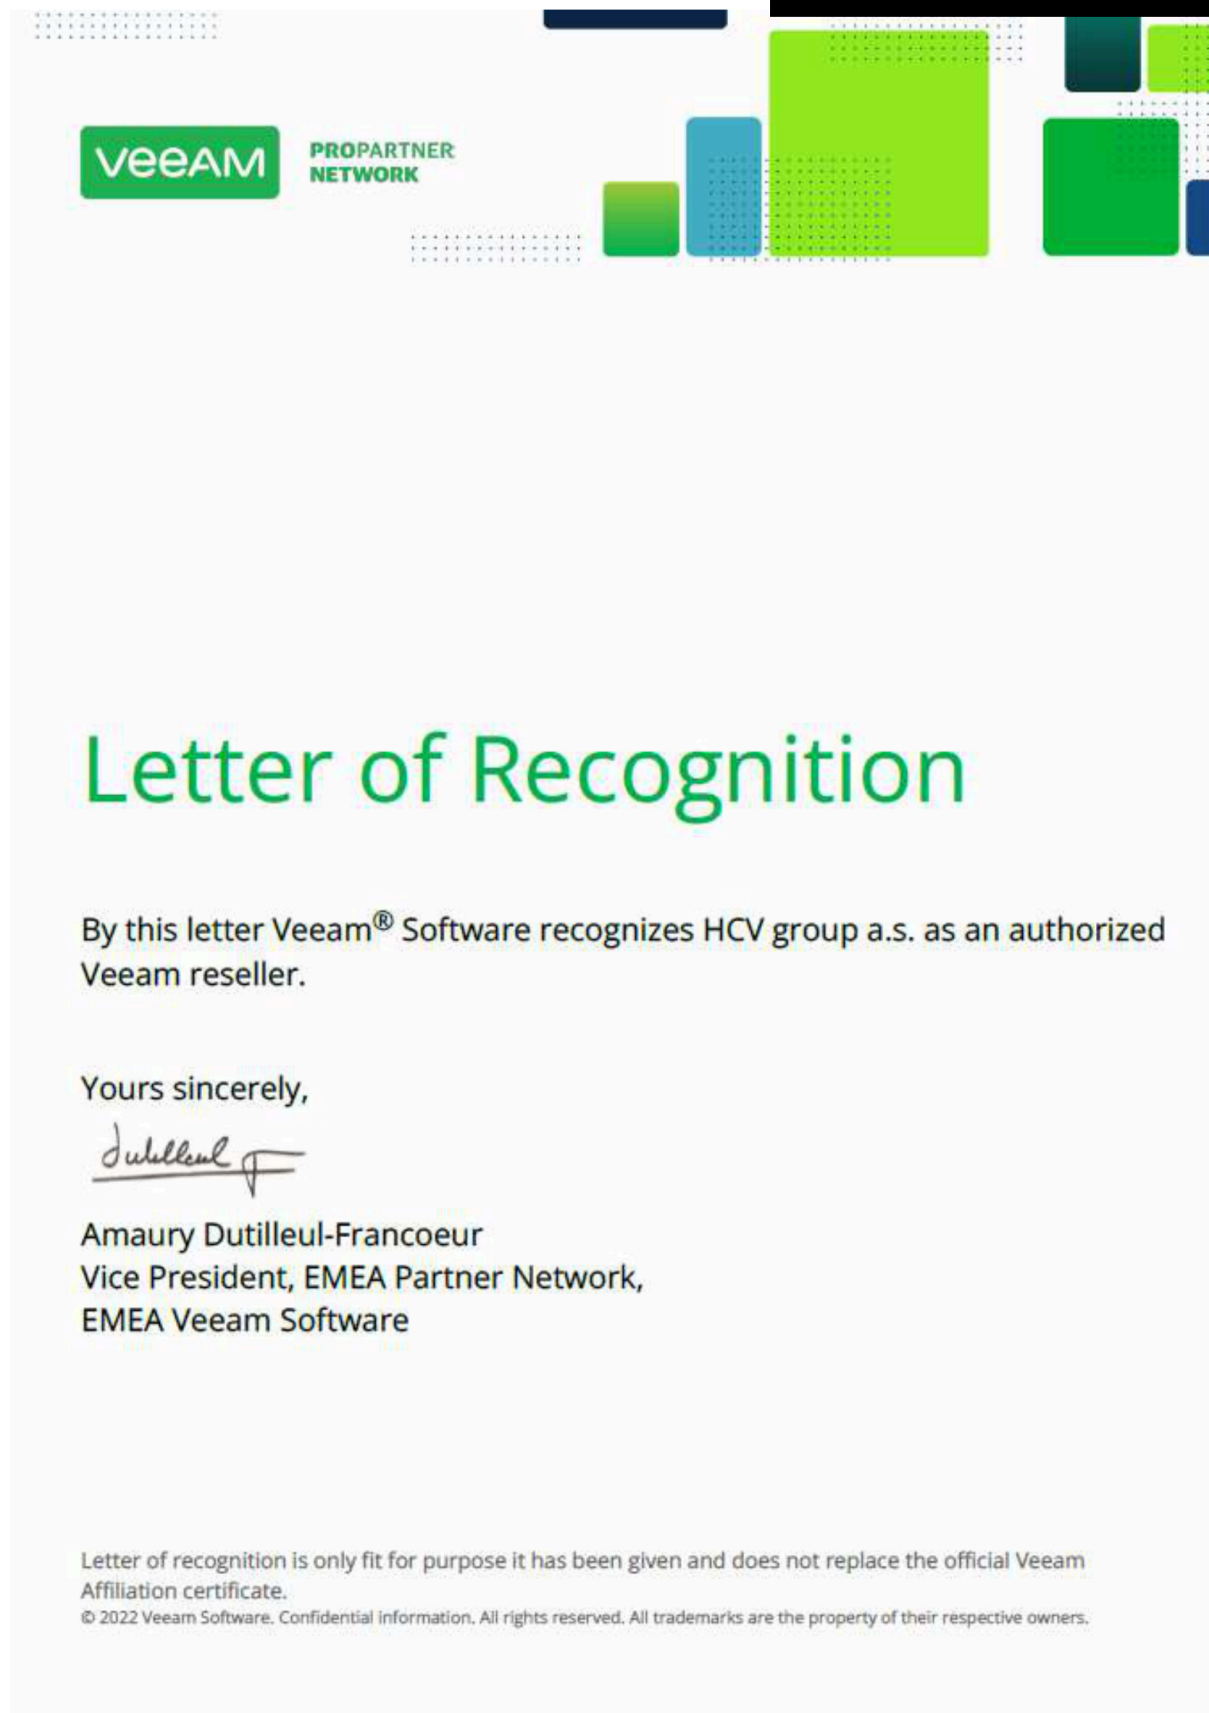 veeam
PROPARTNER
NETWORK
Letter of Recognition
By this letter Veeam® Software recognizes HCV group a.s. as an authorized
Veeam reseller.
Yours sincerely,
Dutilleul
Amaury Dutilleul-Francoeur
Vice President, EMEA Partner Network,
EMEA Veeam Software
Letter of recognition is only fit for purpose it has been given and does not replace the official Veeam
Affiliation certificate.
© 2022 Veeam Software. Confidential information. All rights reserved. All trademarks are the property of their respective owners.